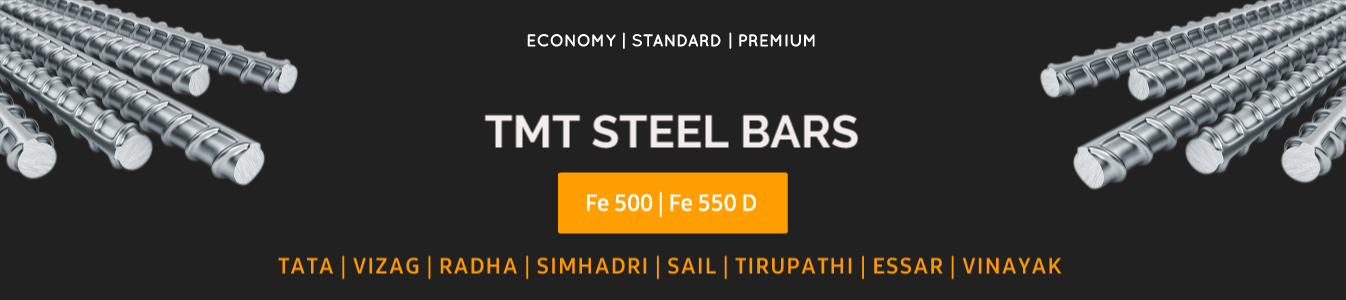 ECONOMY | STANDARD | PREMIUM
TMT STEEL BARS
Fe 500 | Fe 550 D
TATA | VIZAG | RADHA | SIMHADRI | SAIL | TIRUPATHI | ESSAR | VINAYAK